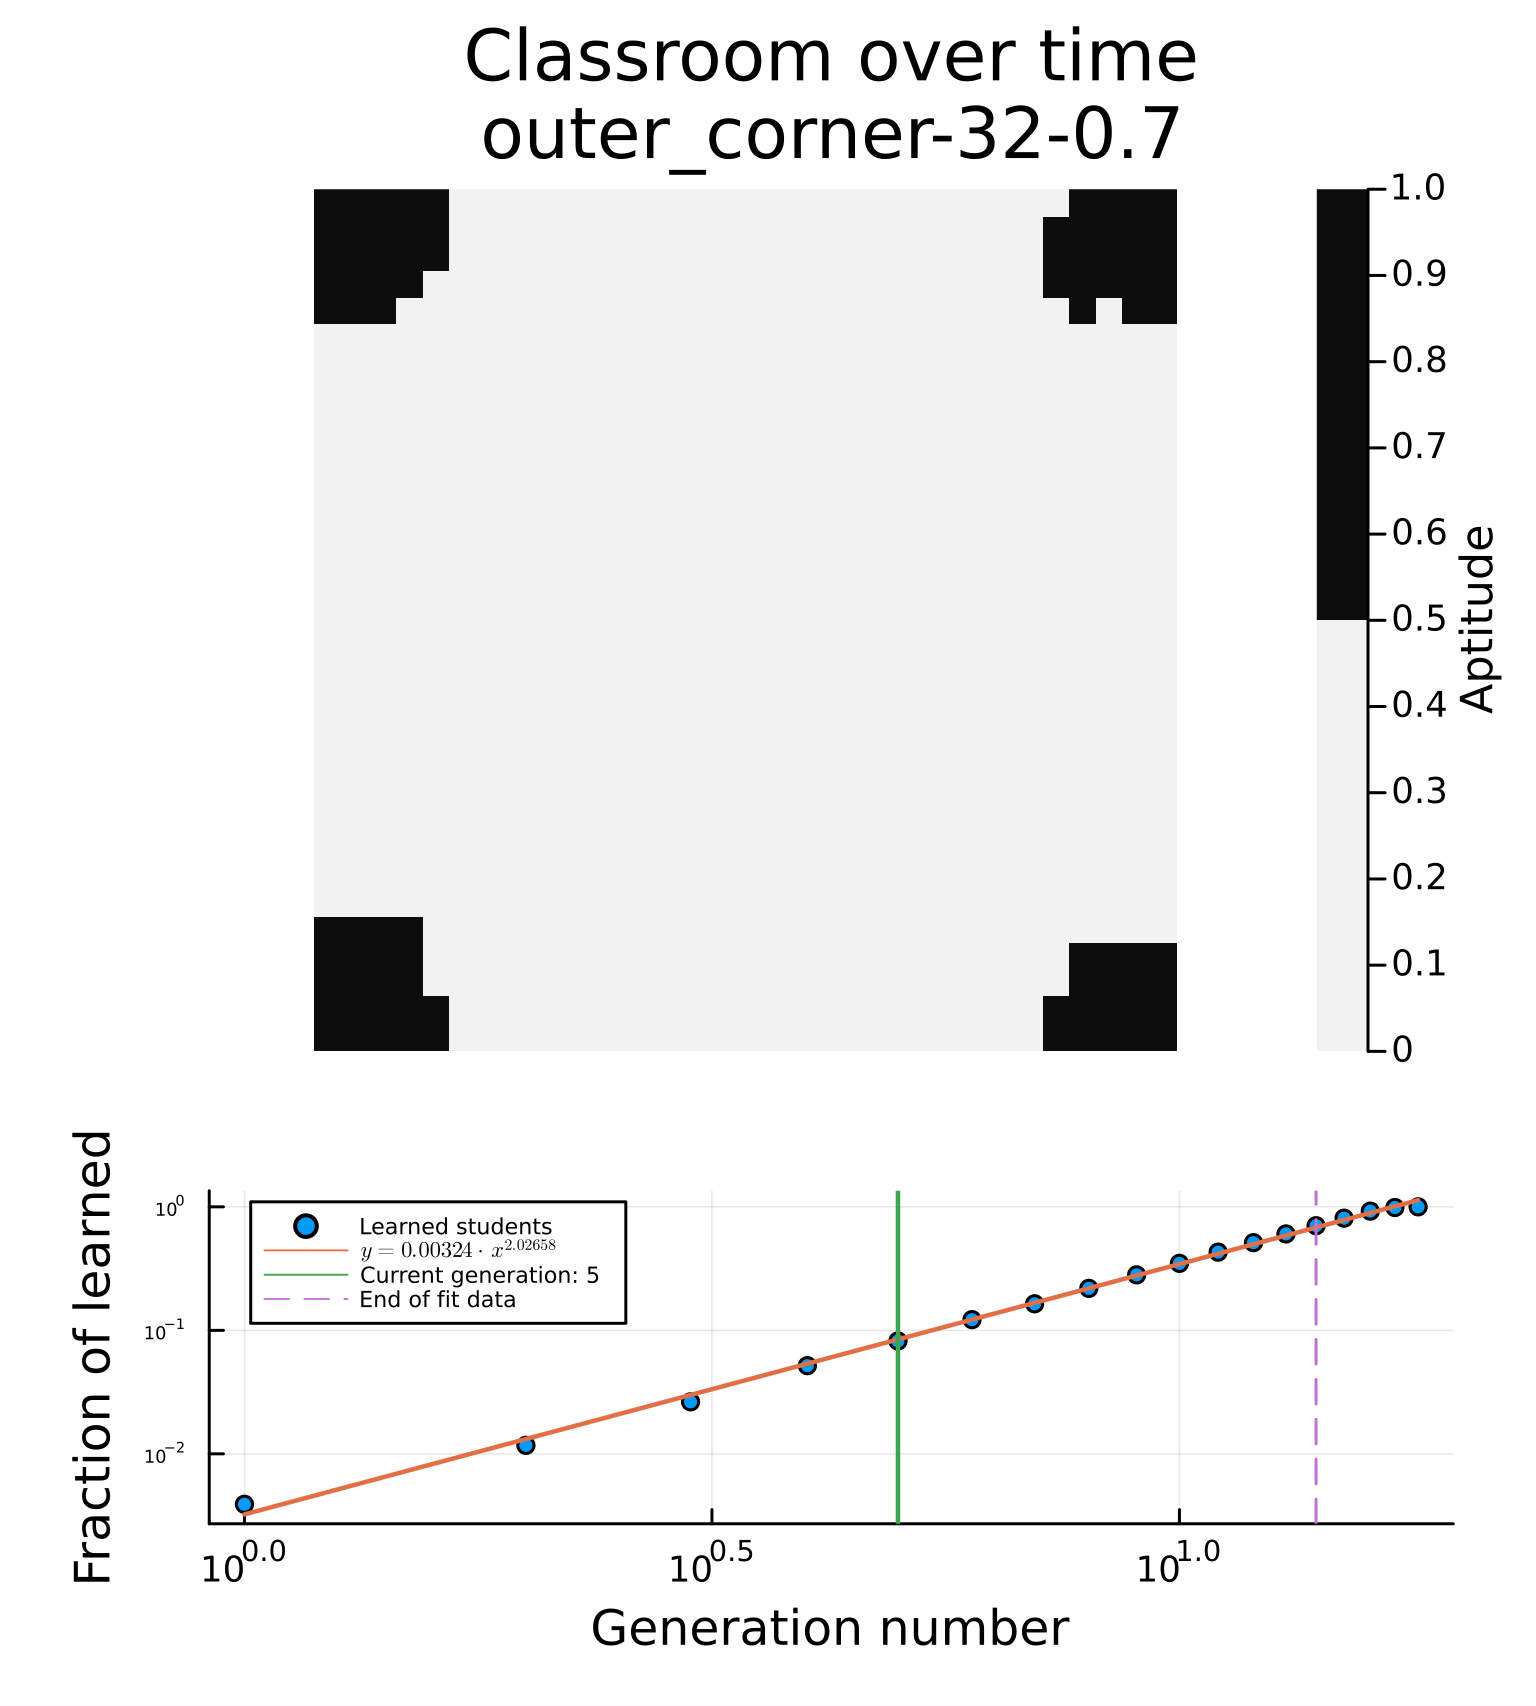 Classroom over time
outer_corner-32-0.7
1.0
0.9
0.8
0.7
0.6
0.5
0.4
0.3
0.2
0.1
0
Aptitude
Fraction of learned
10⁰
10⁻¹
10⁻²
Learned students
y = 0.00324 · x^2.02658
Current generation: 5
End of fit data
10^0.0
10^0.5
10^1.0
Generation number